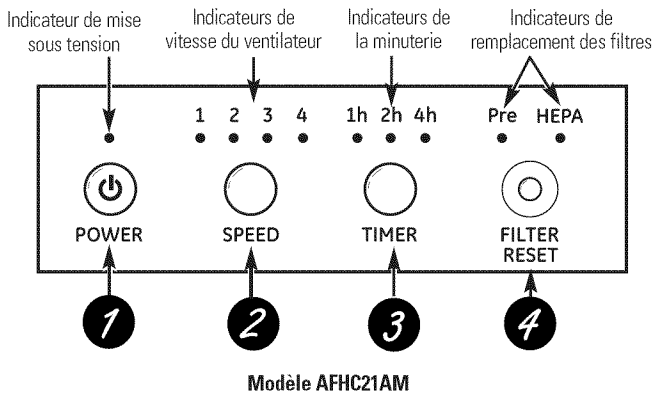 Indicateur de mise
sous tension
Indicateurs de
vitesse du ventilateur
Indicateurs de
la minuterie
Indicateurs de
remplacement des filtres
1 2 3 4
1h 2h 4h
Pre HEPA
POWER
SPEED
TIMER
FILTER
RESET
1
2
3
4
Modèle AFHC21AM